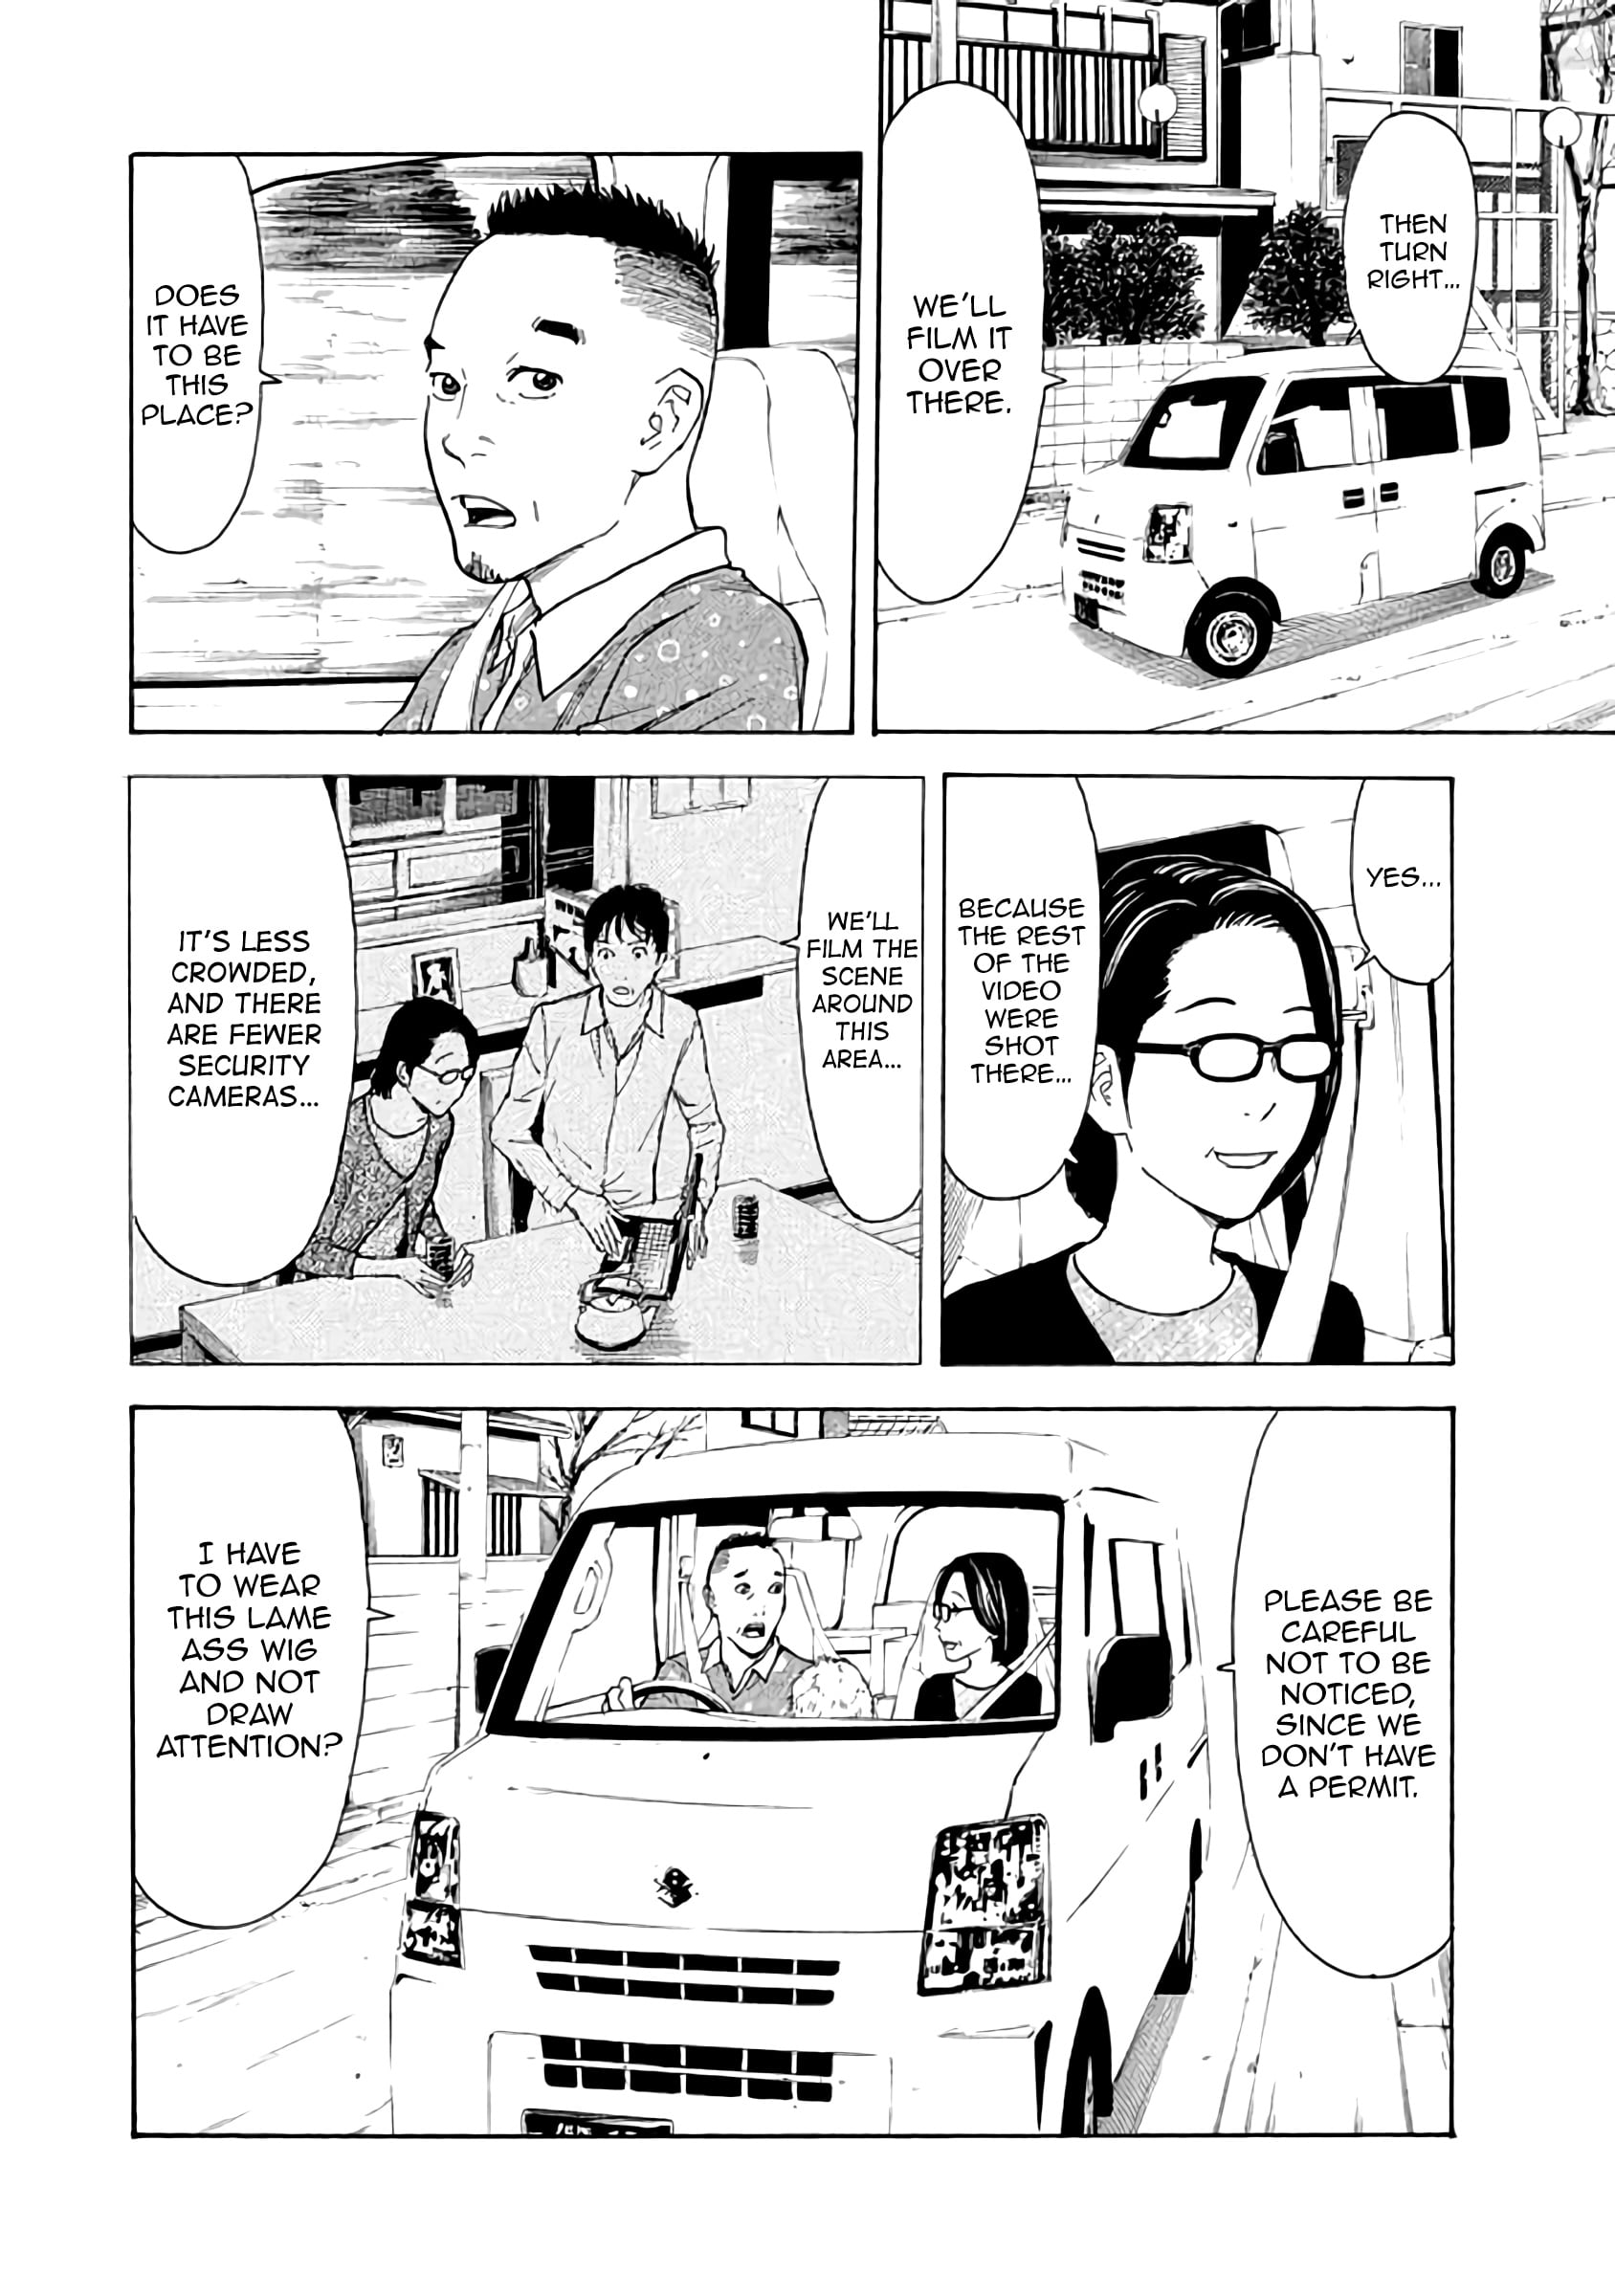 THEN
TURN
RIGHT...
WE'LL
FILM IT
OVER
THERE.
DOES
IT HAVE
TO BE
THIS
PLACE?
YES...
BECAUSE
THE REST
OF THE
VIDEO
WERE
SHOT
THERE...
WE'LL
FILM THE
SCENE
AROUND
THIS
AREA...
IT'S LESS
CROWDED,
AND THERE
ARE FEWER
SECURITY
CAMERAS...
PLEASE BE
CAREFUL
NOT TO BE
NOTICED,
SINCE WE
DON'T HAVE
A PERMIT.
I HAVE
TO WEAR
THIS LAME
ASS WIG
AND NOT
DRAW
ATTENTION?